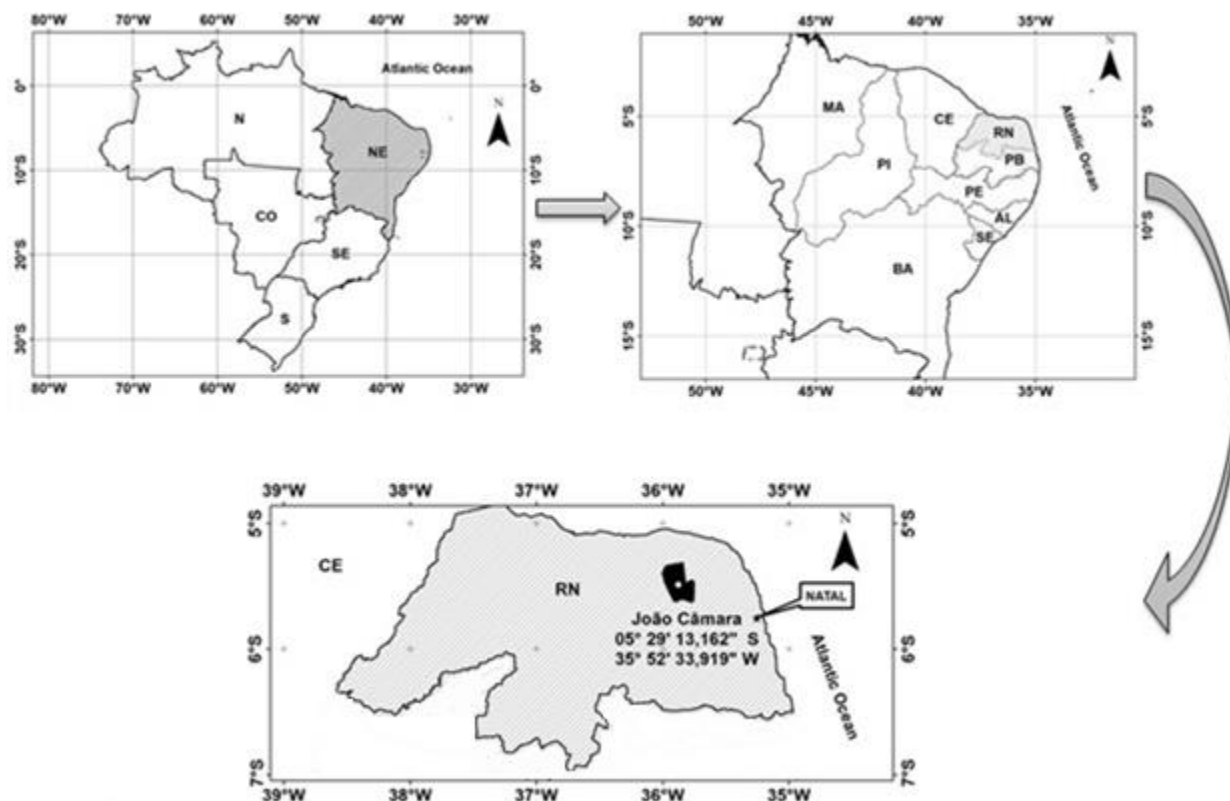 80°W 70°W 60°W 50°W 40°W 30°W
Atlantic Ocean
N
0°
10°S
20°S
30°S
N
NE
CO
SE
S
0°
10°S
20°S
30°S
80°W 70°W 60°W 50°W 40°W 30°W
50°W 45°W 40°W 35°W
N
Atlantic Ocean
5°S
10°S
15°S
MA
CE
RN
PI
PB
PE
AL
SE
BA
5°S
10°S
15°S
50°W 45°W 40°W 35°W
39°W 38°W 37°W 36°W 35°W
N
5°S
6°S
7°S
CE
RN
NATAL
João Câmara
05° 29' 13,162" S
35° 52' 33,919" W
Atlantic Ocean
5°S
6°S
7°S
39°W 38°W 37°W 36°W 35°W